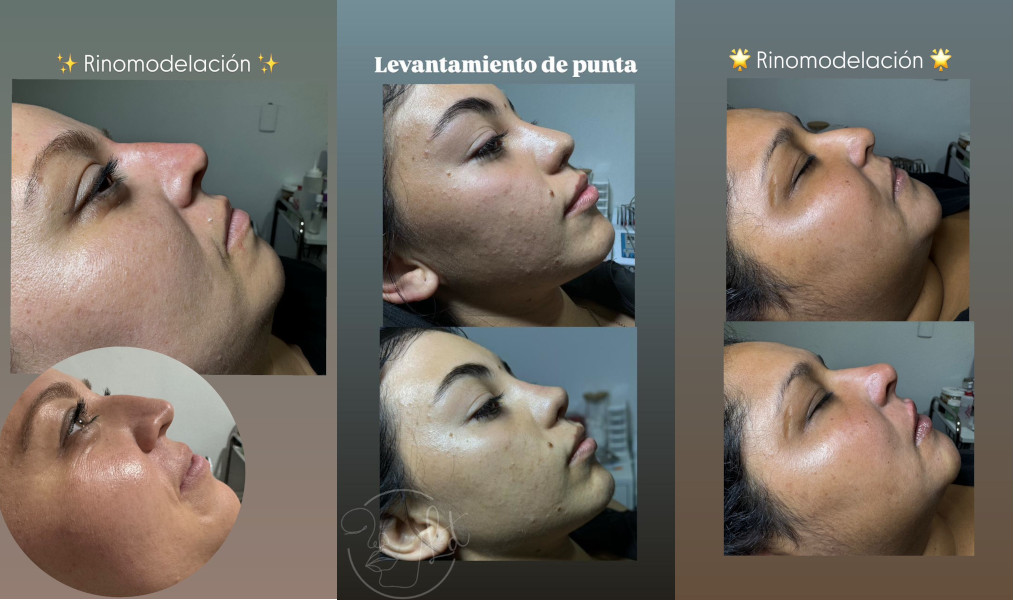 ✨ Rinomodelación ✨
Levantamiento de punta
🌟 Rinomodelación 🌟